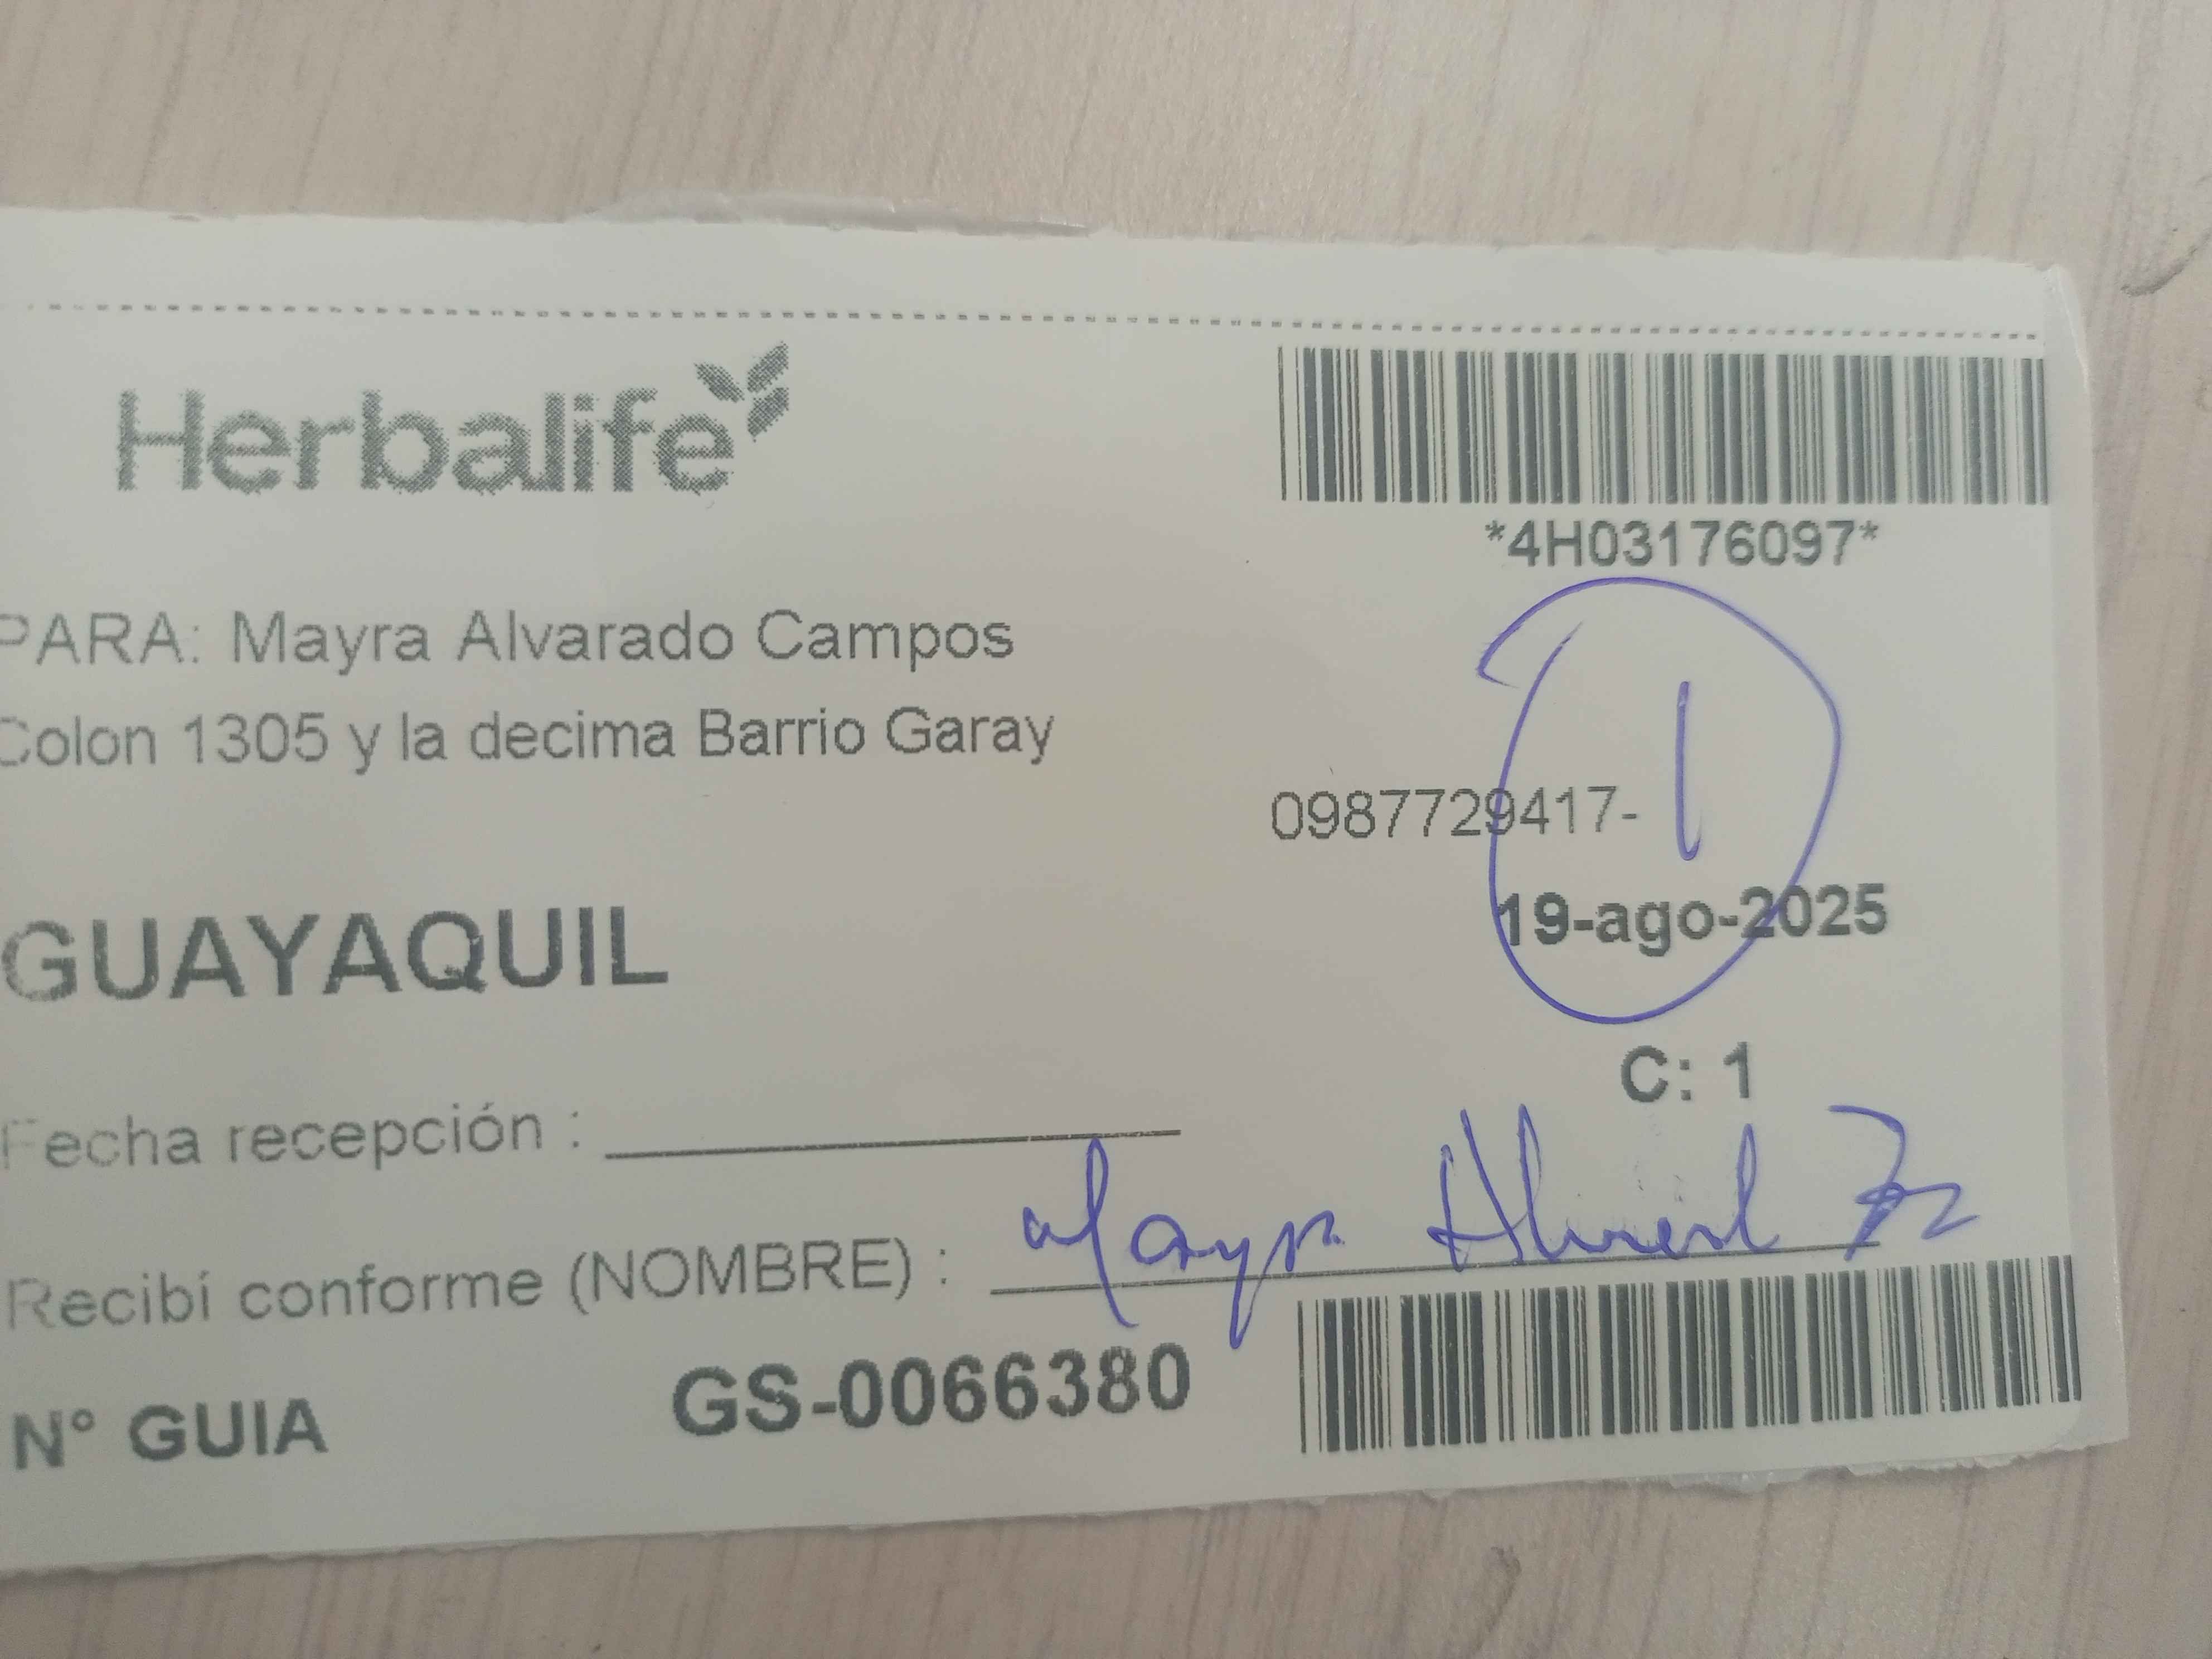 Herbalife
*4H03176097*
PARA: Mayra Alvarado Campos
Colon 1305 y la decima Barrio Garay
0987729417-
1
19-ago-2025
GUAYAQUIL
C: 1
Fecha recepción :
Recibí conforme (NOMBRE) : Mayra
N° GUIA GS-0066380